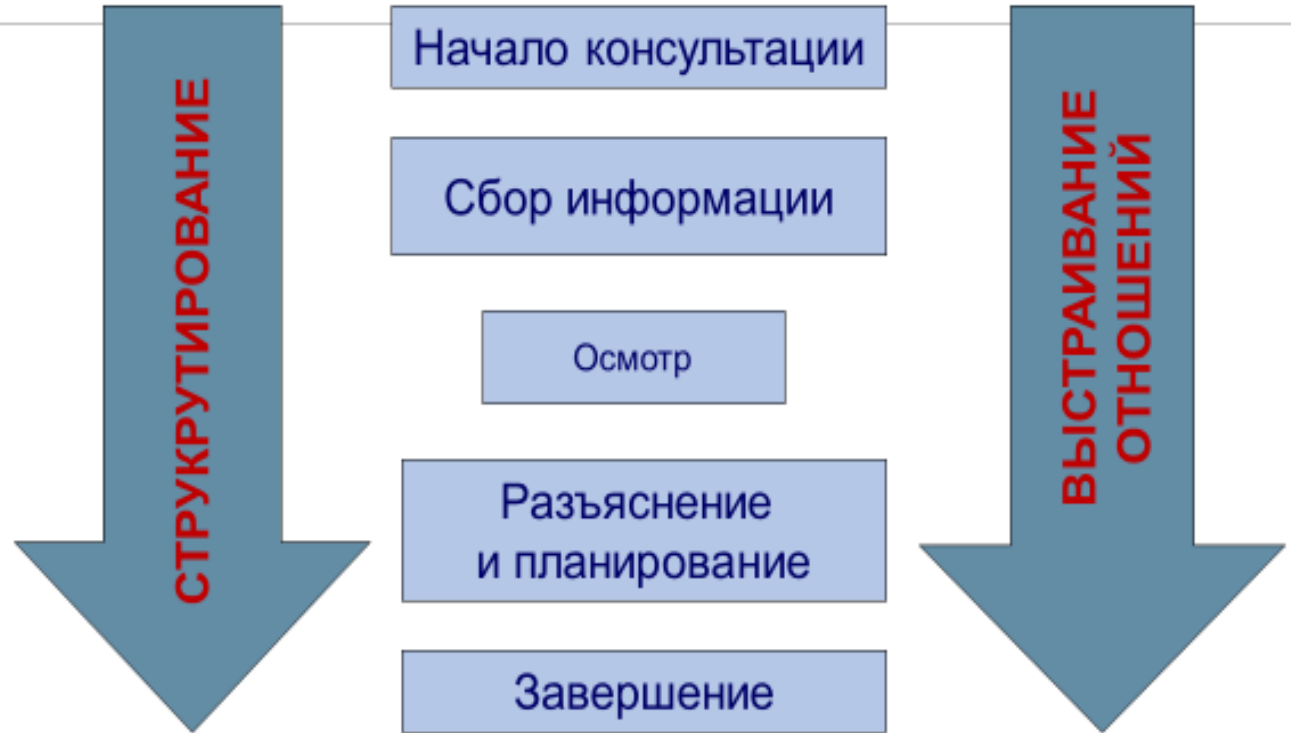 СТРУКРУТИРОВАНИЕ
Начало консультации
Сбор информации
Осмотр
Разъяснение
и планирование
Завершение
ВЫСТРАИВАНИЕ
ОТНОШЕНИЙ